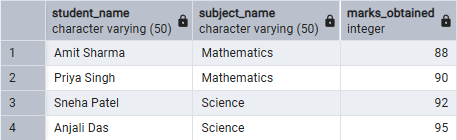 student_name subject_name marks_obtained
character varying (50) character varying (50) integer
1 Amit Sharma Mathematics 88
2 Priya Singh Mathematics 90
3 Sneha Patel Science 92
4 Anjali Das Science 95